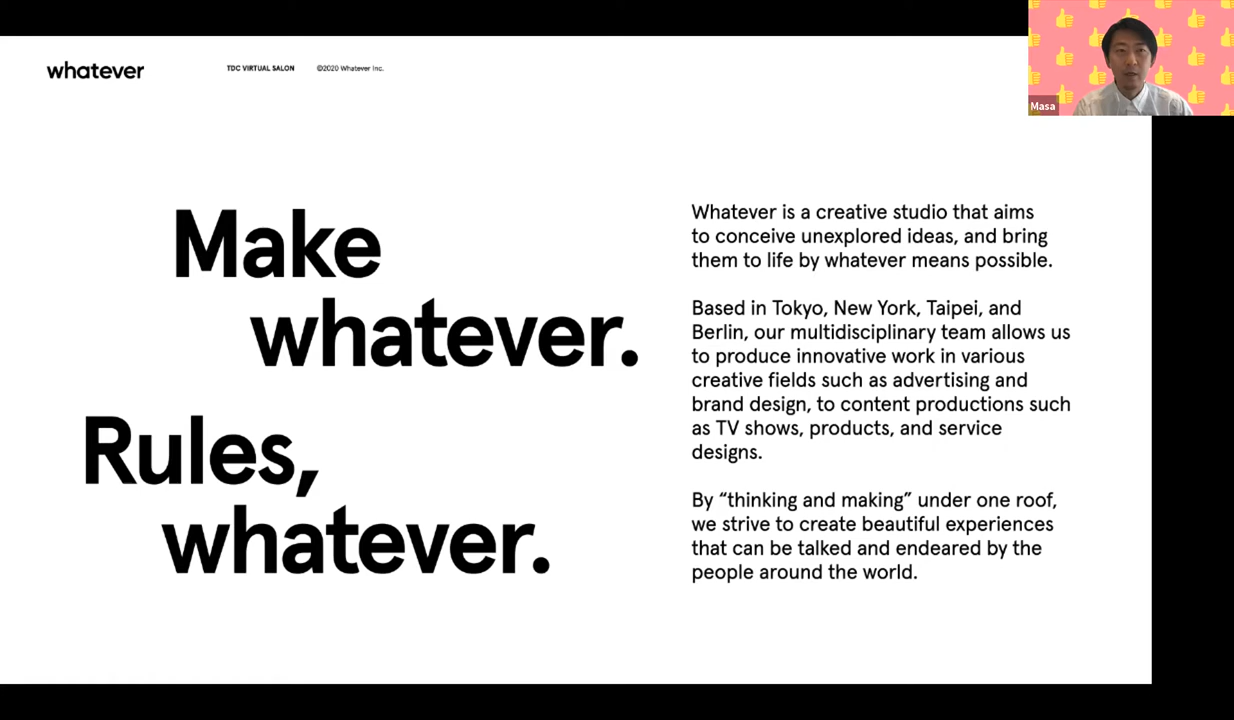 whatever
TDC VIRTUAL SALON
©2020 Whatever Inc.
Masa
Make
whatever.
Rules,
whatever.
Whatever is a creative studio that aims
to conceive unexplored ideas, and bring
them to life by whatever means possible.
Based in Tokyo, New York, Taipei, and
Berlin, our multidisciplinary team allows us
to produce innovative work in various
creative fields such as advertising and
brand design, to content productions such
as TV shows, products, and service
designs.
By “thinking and making” under one roof,
we strive to create beautiful experiences
that can be talked and endeared by the
people around the world.